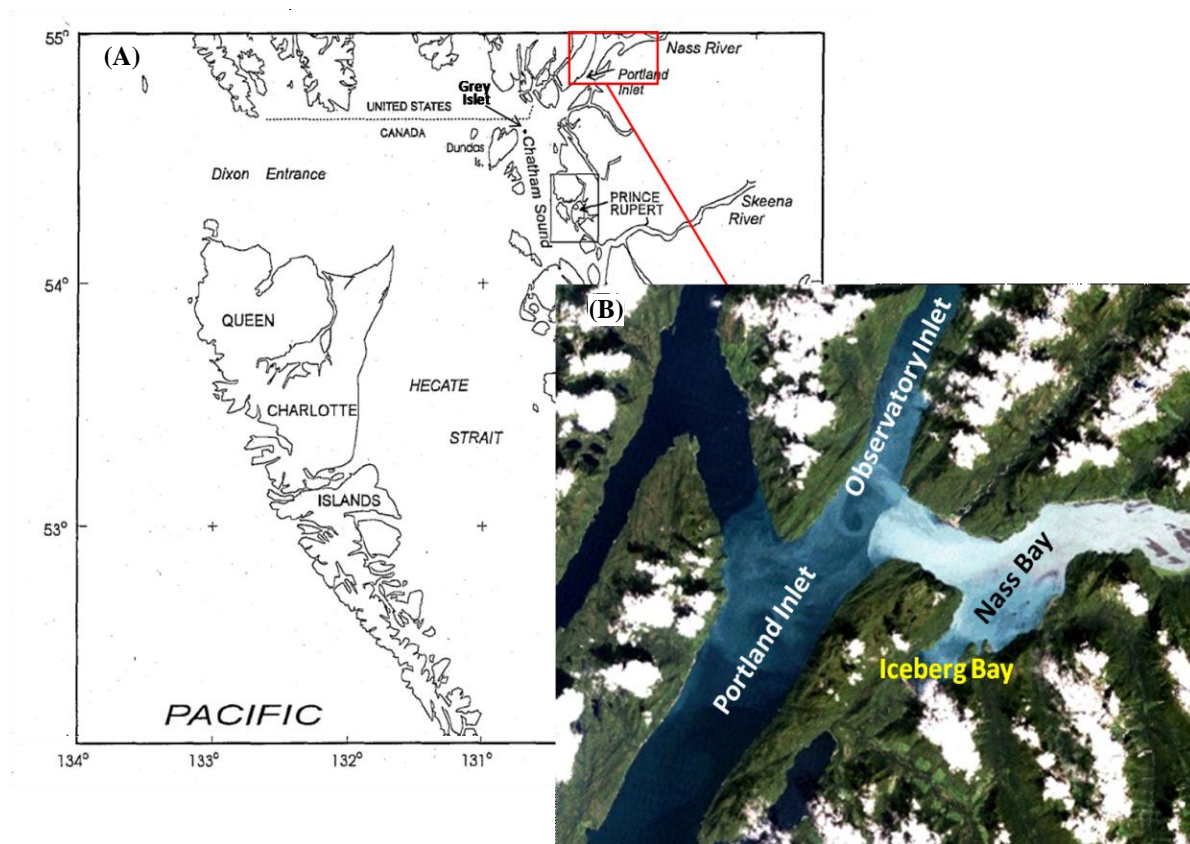 55°
(A)
Nass River
Portland
Inlet
Grey
Islet
UNITED STATES
CANADA
Dundas
Is.
Chatham Sound
Dixon Entrance
PRINCE
RUPERT
Skeena
River
54°
QUEEN
CHARLOTTE
ISLANDS
HECATE
STRAIT
53°
PACIFIC
134°
133°
132°
131°
(B)
Observatory Inlet
Portland Inlet
Nass Bay
Iceberg Bay